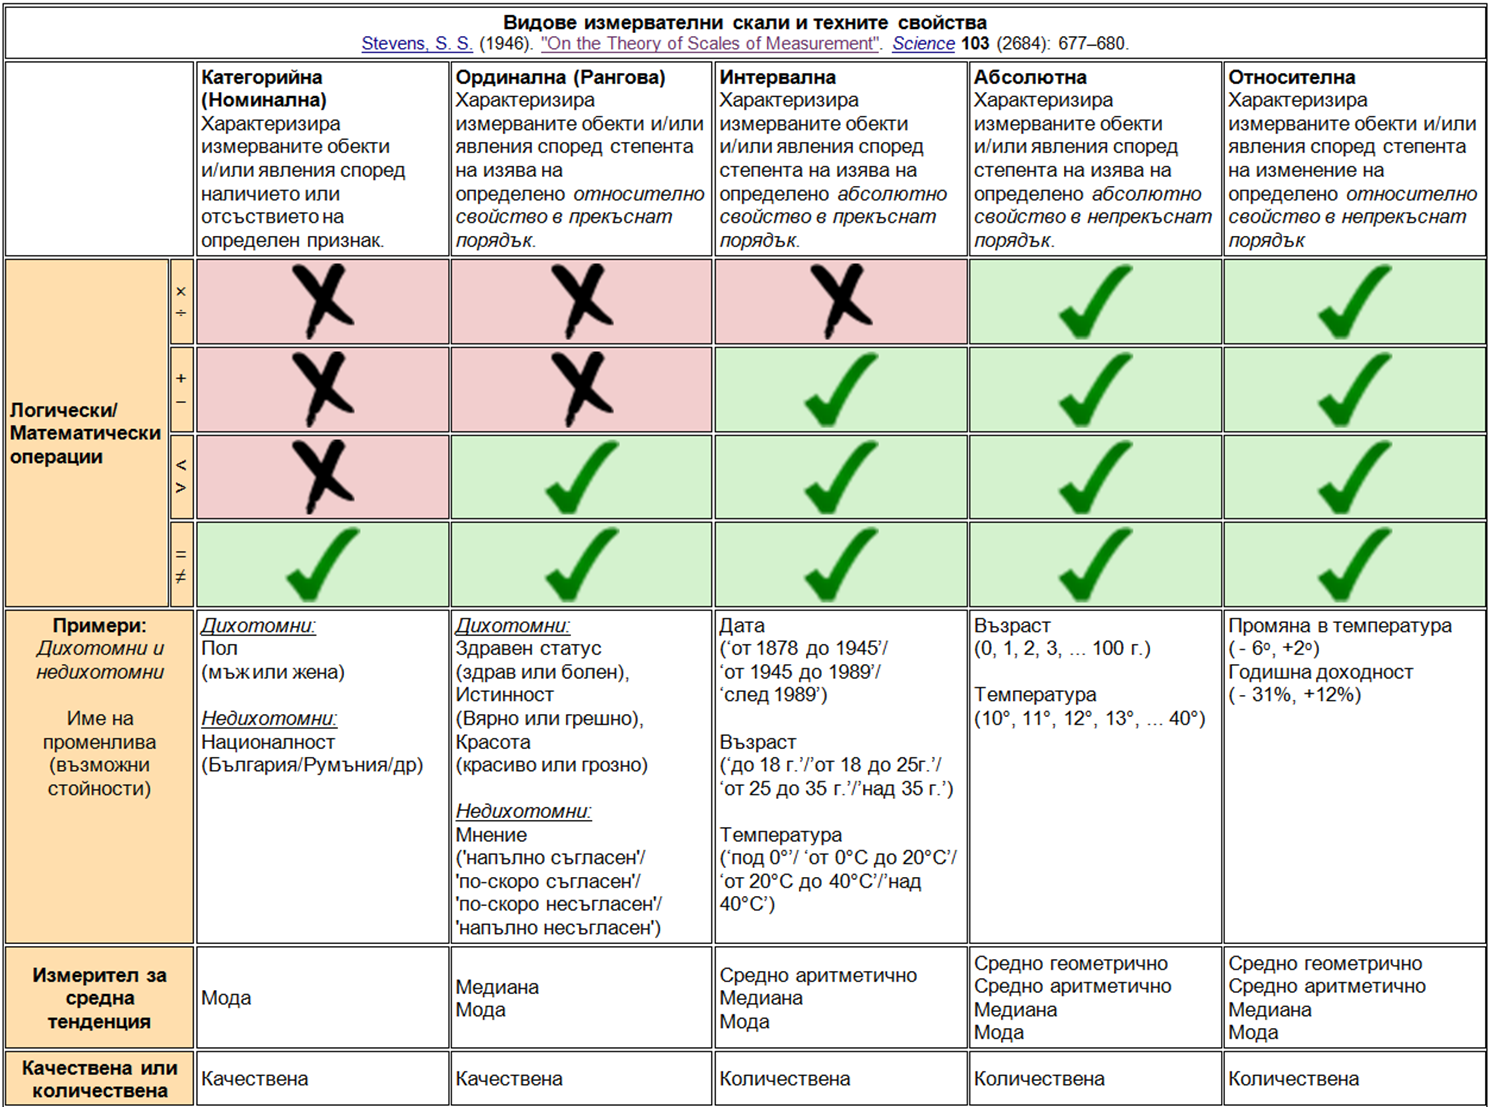 Видове измервателни скали и техните свойства
Stevens, S. S. (1946). "On the Theory of Scales of Measurement". Science 103 (2684): 677–680.
Категорийна
(Номинална)
Характеризира
измерваните обекти
и/или явления според
наличието или
отсъствието на
определен признак.
Ординална (Рангова)
Характеризира
измерваните обекти и/или
явления според степента
на изява на
определено относително
свойство в прекъснат
порядък.
Интервална
Характеризира
измерваните обекти
и/или явления според
степента на изява на
определено абсолютно
свойство в прекъснат
порядък.
Абсолютна
Характеризира
измерваните обекти
и/или явления според
степента на изява на
определено абсолютно
свойство в непрекъснат
порядък.
Относителна
Характеризира
измерваните обекти и/или
явления според степента
на изменение на
определено относително
свойство в непрекъснат
порядък
Логически/
Математически
операции
×
÷
+
−
<
>
=
≠
Примери:
Дихотомни и
недихотомни
Име на
променлива
(възможни
стойности)
Дихотомни:
Пол
(мъж или жена)
Недихотомни:
Националност
(България/Румъния/др)
Дихотомни:
Здравен статус
(здрав или болен),
Истинност
(Вярно или грешно),
Красота
(красиво или грозно)
Недихотомни:
Мнение
('напълно съгласен'/
'по-скоро съгласен'/
'по-скоро несъгласен'/
'напълно несъгласен')
Дата
(‘от 1878 до 1945’/
‘от 1945 до 1989’/
‘след 1989’)
Възраст
(‘до 18 г.’/’от 18 до 25г.’/
‘от 25 до 35 г.’/’над 35 г.’)
Температура
(‘под 0°’/ ‘от 0°C до 20°C’/
‘от 20°C до 40°C’/’над
40°C’)
Възраст
(0, 1, 2, 3, ... 100 г.)
Температура
(10°, 11°, 12°, 13°, ... 40°)
Промяна в температура
( - 6º, +2º)
Годишна доходност
( - 31%, +12%)
Измерител за
средна
тенденция
Мода
Медиана
Мода
Средно аритметично
Медиана
Мода
Средно геометрично
Средно аритметично
Медиана
Мода
Средно геометрично
Средно аритметично
Медиана
Мода
Качествена или
количествена
Качествена
Качествена
Количествена
Количествена
Количествена